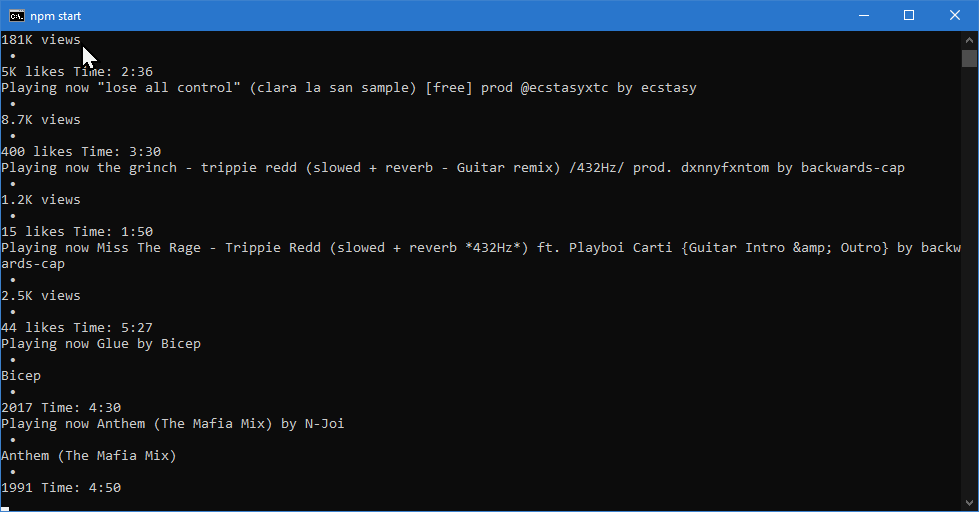 npm start
181K views
•
5K likes Time: 2:36
Playing now "lose all control" (clara la san sample) [free] prod @ecstasyxtc by ecstasy
•
8.7K views
•
400 likes Time: 3:30
Playing now the grinch - trippie redd (slowed + reverb - Guitar remix) /432Hz/ prod. dxnnyfxntom by backwards-cap
•
1.2K views
•
15 likes Time: 1:50
Playing now Miss The Rage - Trippie Redd (slowed + reverb *432Hz*) ft. Playboi Carti {Guitar Intro &amp; Outro} by backw
ards-cap
•
2.5K views
•
44 likes Time: 5:27
Playing now Glue by Bicep
•
Bicep
•
2017 Time: 4:30
Playing now Anthem (The Mafia Mix) by N-Joi
•
Anthem (The Mafia Mix)
•
1991 Time: 4:50